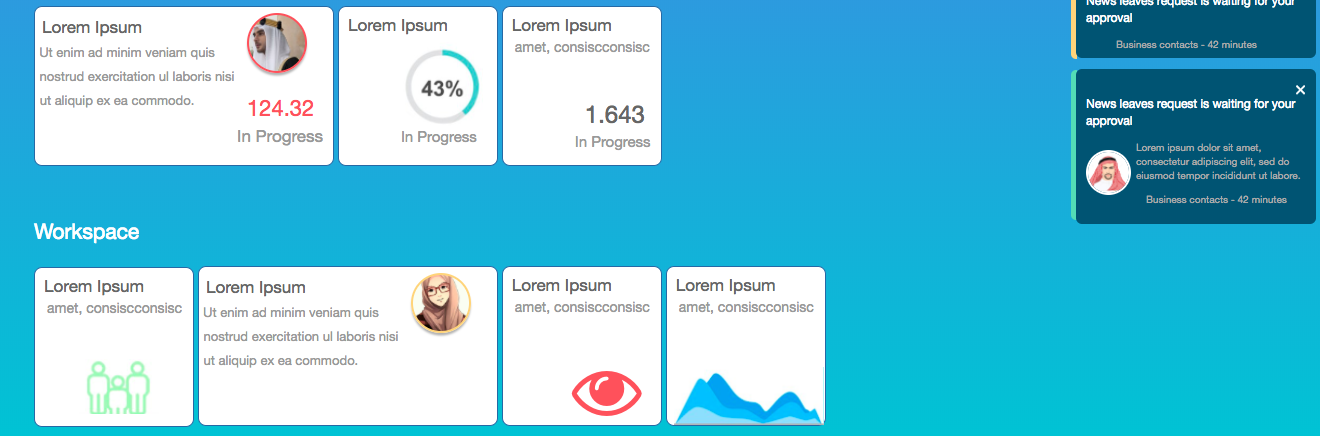 Lorem Ipsum
Ut enim ad minim veniam quis
nostrud exercitation ul laboris nisi
ut aliquip ex ea commodo.
124.32
In Progress
Lorem Ipsum
43%
In Progress
Lorem Ipsum
amet, consiscconsisc
1.643
In Progress
Workspace
Lorem Ipsum
amet, consiscconsisc
Lorem Ipsum
Ut enim ad minim veniam quis
nostrud exercitation ul laboris nisi
ut aliquip ex ea commodo.
Lorem Ipsum
amet, consiscconsisc
Lorem Ipsum
amet, consiscconsisc
News leaves request is waiting for your
approval
Business contacts - 42 minutes
News leaves request is waiting for your
approval
Lorem ipsum dolor sit amet,
consectetur adipiscing elit, sed do
eiusmod tempor incididunt ut labore.
Business contacts - 42 minutes